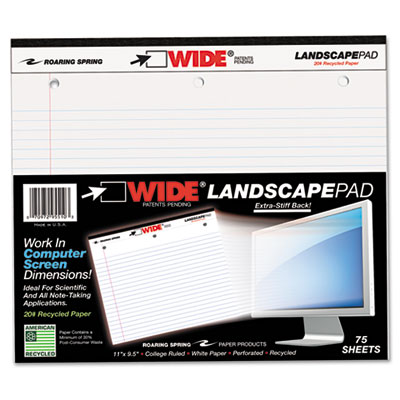 ROARING SPRING WIDE® PATENTS PENDING LANDSCAPEPAD
20# Recycled Paper
WIDE® LANDSCAPEPAD
PATENTS PENDING
Extra-Stiff Back!
MADE IN U.S.A.
Work In
Computer
Screen
Dimensions!
Ideal For Scientific
And All Note-Taking
Applications.
20# Recycled Paper
AMERICAN
RECYCLED
Paper Contains a
Minimum of 20%
Post-Consumer Waste
WIDE LANDSCAPEPAD
ROARING SPRING PAPER PRODUCTS
11"x 9.5" • College Ruled • White Paper • Perforated • Recycled
75
SHEETS